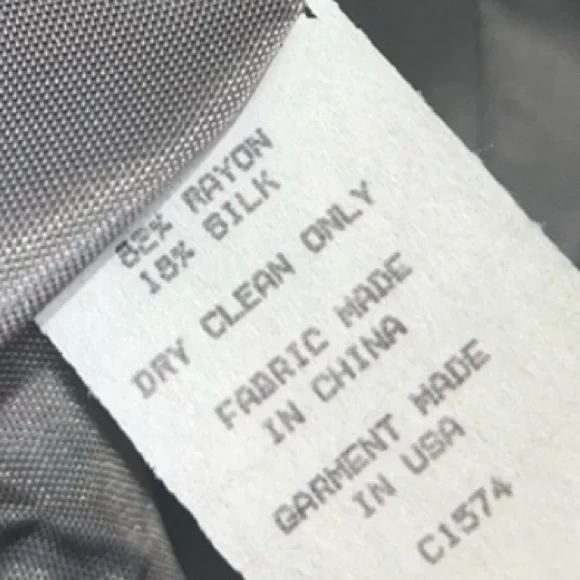 82% RAYON
18% SILK
DRY CLEAN ONLY
FABRIC MADE
IN CHINA
GARMENT MADE
IN USA
C1574